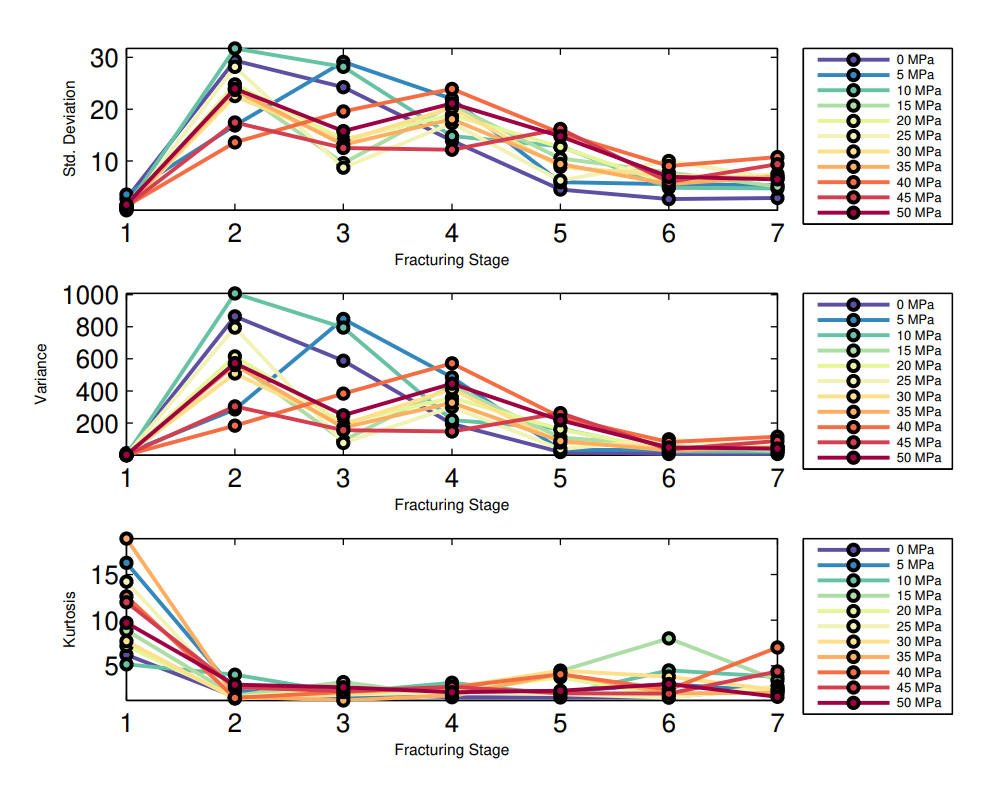 30
20
10
Std. Deviation
1 2 3 4 5 6 7
Fracturing Stage
0 MPa
5 MPa
10 MPa
15 MPa
20 MPa
25 MPa
30 MPa
35 MPa
40 MPa
45 MPa
50 MPa
1000
800
600
400
200
Variance
1 2 3 4 5 6 7
Fracturing Stage
0 MPa
5 MPa
10 MPa
15 MPa
20 MPa
25 MPa
30 MPa
35 MPa
40 MPa
45 MPa
50 MPa
15
10
5
Kurtosis
1 2 3 4 5 6 7
Fracturing Stage
0 MPa
5 MPa
10 MPa
15 MPa
20 MPa
25 MPa
30 MPa
35 MPa
40 MPa
45 MPa
50 MPa